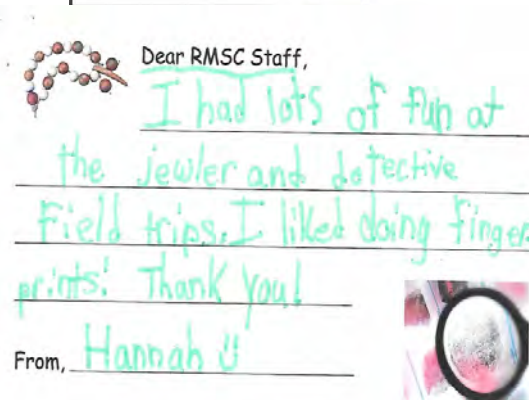 Dear RMSC Staff,
I had lots of fun at
the jewler and detective
Field trips. I liked doing finger
prints! Thank you!
From, Hannah ü